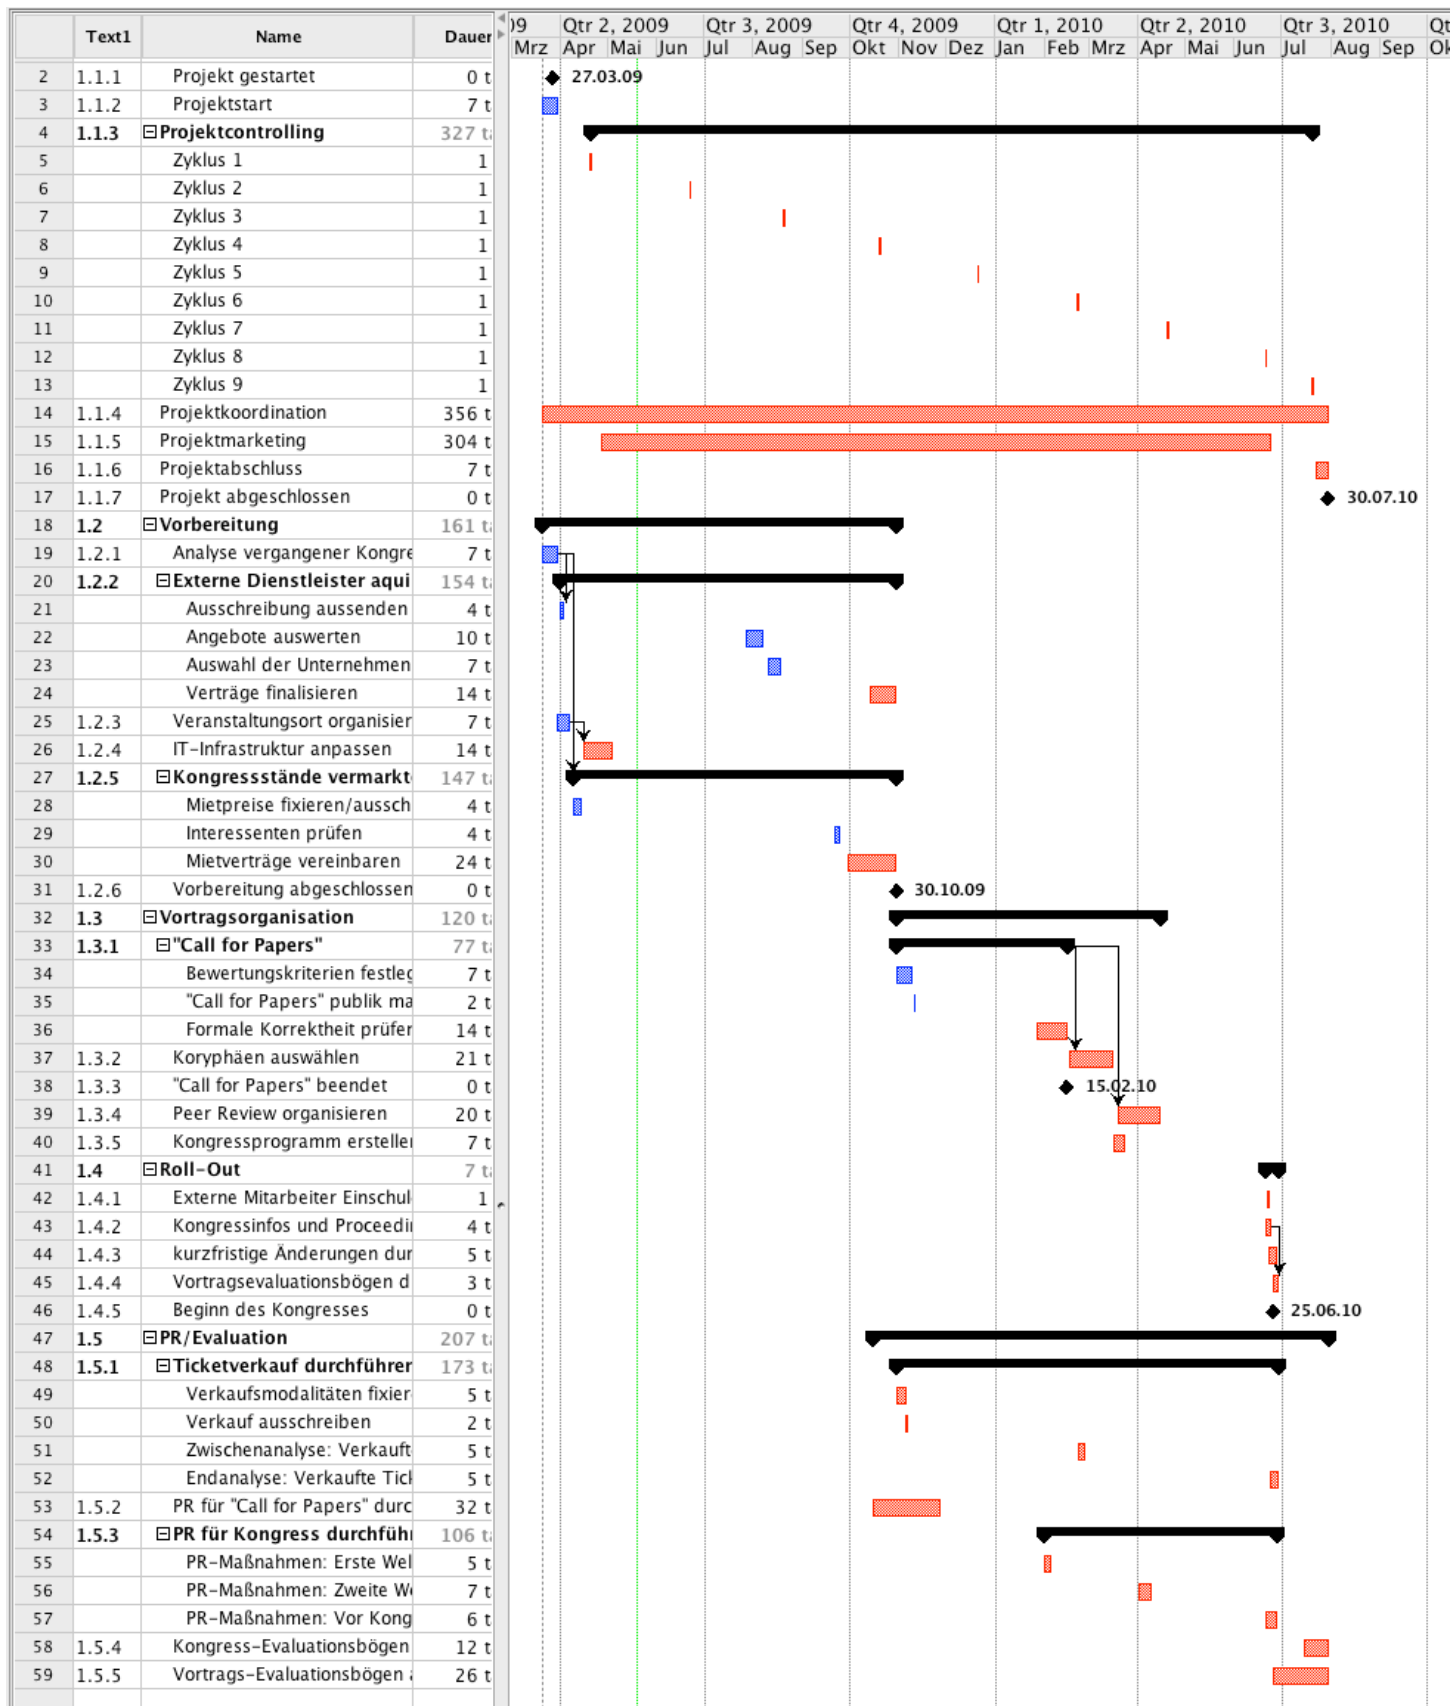 Text1 Name Dauer 09 Qtr 2, 2009 Qtr 3, 2009 Qtr 4, 2009 Qtr 1, 2010 Qtr 2, 2010 Qtr 3, 2010 Qt
Mrz Apr Mai Jun Jul Aug Sep Okt Nov Dez Jan Feb Mrz Apr Mai Jun Jul Aug Sep Ok
2 1.1.1 Projekt gestartet 0 t 27.03.09
3 1.1.2 Projektstart 7 t
4 1.1.3 Projektcontrolling 327 t
5 Zyklus 1 1
6 Zyklus 2 1
7 Zyklus 3 1
8 Zyklus 4 1
9 Zyklus 5 1
10 Zyklus 6 1
11 Zyklus 7 1
12 Zyklus 8 1
13 Zyklus 9 1
14 1.1.4 Projektkoordination 356 t
15 1.1.5 Projektmarketing 304 t
16 1.1.6 Projektabschluss 7 t
17 1.1.7 Projekt abgeschlossen 0 t 30.07.10
18 1.2 Vorbereitung 161 t
19 1.2.1 Analyse vergangener Kongre 7 t
20 1.2.2 Externe Dienstleister aqui 154 t
21 Ausschreibung aussenden 4 t
22 Angebote auswerten 10 t
23 Auswahl der Unternehmen 7 t
24 Verträge finalisieren 14 t
25 1.2.3 Veranstaltungsort organisier 7 t
26 1.2.4 IT-Infrastruktur anpassen 14 t
27 1.2.5 Kongressstände vermarkt 147 t
28 Mietpreise fixieren/aussch 4 t
29 Interessenten prüfen 4 t
30 Mietverträge vereinbaren 24 t
31 1.2.6 Vorbereitung abgeschlossen 0 t 30.10.09
32 1.3 Vortragsorganisation 120 t
33 1.3.1 "Call for Papers" 77 t
34 Bewertungskriterien festleg 7 t
35 "Call for Papers" publik ma 2 t
36 Formale Korrektheit prüfer 14 t
37 1.3.2 Koryphäen auswählen 21 t
38 1.3.3 "Call for Papers" beendet 0 t 15.02.10
39 1.3.4 Peer Review organisieren 20 t
40 1.3.5 Kongressprogramm erstelle 7 t
41 1.4 Roll-Out 7 t
42 1.4.1 Externe Mitarbeiter Einschul 1
43 1.4.2 Kongressinfos und Proceedi 4 t
44 1.4.3 kurzfristige Änderungen dur 5 t
45 1.4.4 Vortragsevaluationsbögen d 3 t
46 1.4.5 Beginn des Kongresses 0 t 25.06.10
47 1.5 PR/Evaluation 207 t
48 1.5.1 Ticketverkauf durchführer 173 t
49 Verkaufsmodalitäten fixier 5 t
50 Verkauf ausschreiben 2 t
51 Zwischenanalyse: Verkauft 5 t
52 Endanalyse: Verkaufte Tick 5 t
53 1.5.2 PR für "Call for Papers" durc 32 t
54 1.5.3 PR für Kongress durchführ 106 t
55 PR-Maßnahmen: Erste Wel 5 t
56 PR-Maßnahmen: Zweite W 7 t
57 PR-Maßnahmen: Vor Kong 6 t
58 1.5.4 Kongress-Evaluationsbögen 12 t
59 1.5.5 Vortrags-Evaluationsbögen 26 t